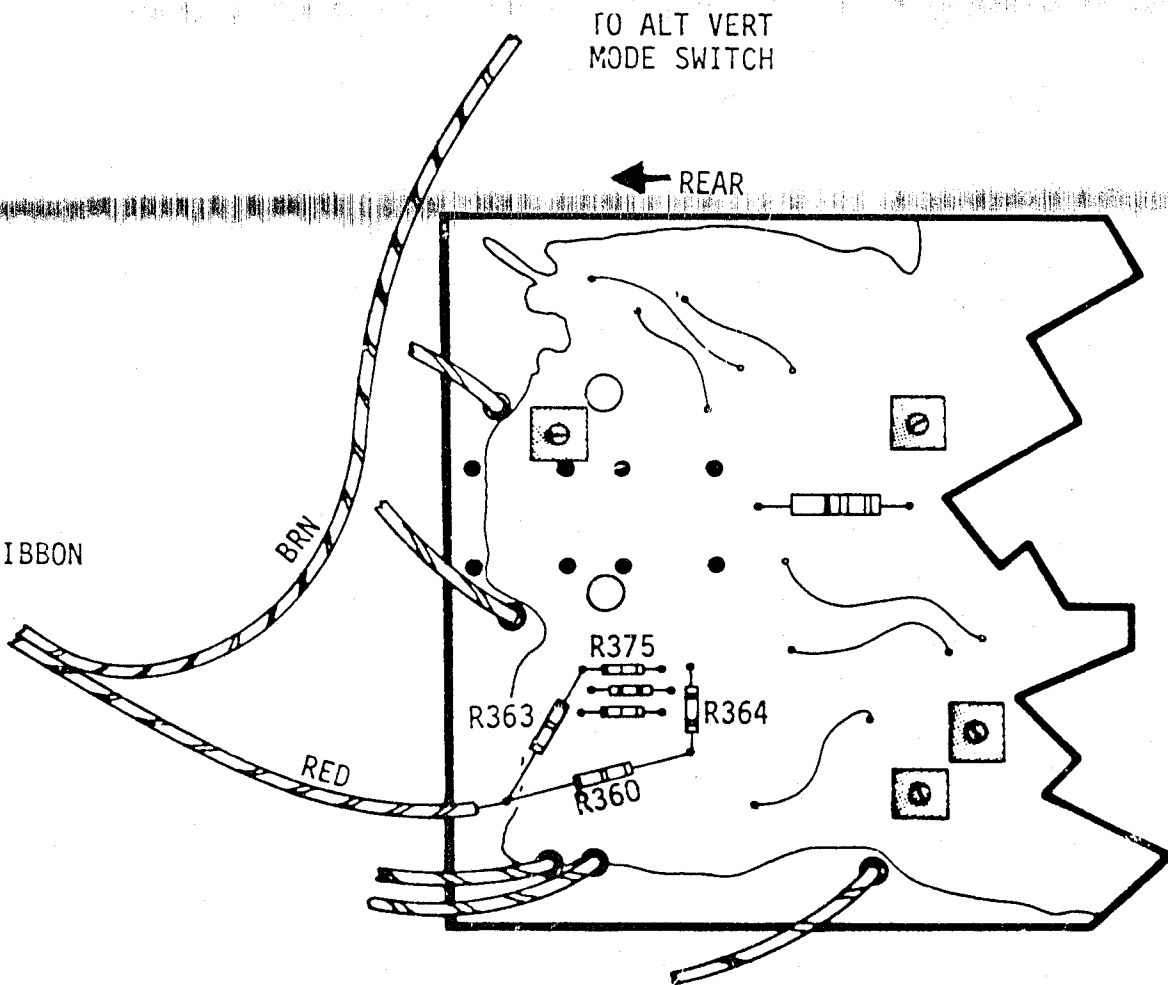 TO ALT VERT
MODE SWITCH
REAR
BRN
IBBON
R375
R363
R364
RED
R360